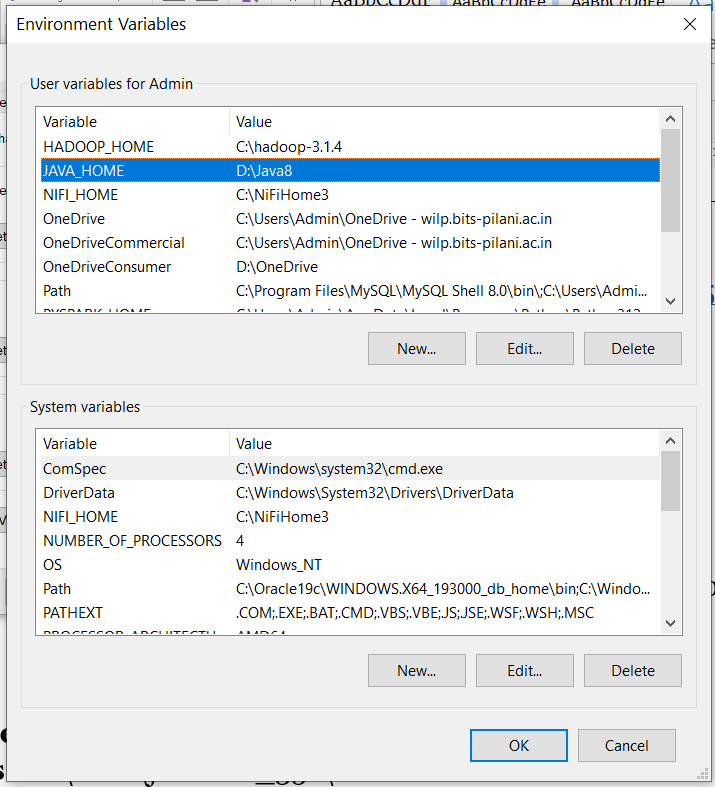 Environment Variables
User variables for Admin
Variable Value
HADOOP_HOME C:\hadoop-3.1.4
JAVA_HOME D:\Java8
NIFI_HOME C:\NiFiHome3
OneDrive C:\Users\Admin\OneDrive - wilp.bits-pilani.ac.in
OneDriveCommercial C:\Users\Admin\OneDrive - wilp.bits-pilani.ac.in
OneDriveConsumer D:\OneDrive
Path C:\Program Files\MySQL\MySQL Shell 8.0\bin\;C:\Users\Admi...
New... Edit... Delete
System variables
Variable Value
ComSpec C:\Windows\system32\cmd.exe
DriverData C:\Windows\System32\Drivers\DriverData
NIFI_HOME C:\NiFiHome3
NUMBER_OF_PROCESSORS 4
OS Windows_NT
Path C:\Oracle19c\WINDOWS.X64_193000_db_home\bin;C:\Windo...
PATHEXT .COM;.EXE;.BAT;.CMD;.VBS;.VBE;.JS;.JSE;.WSF;.WSH;.MSC
New... Edit... Delete
OK Cancel